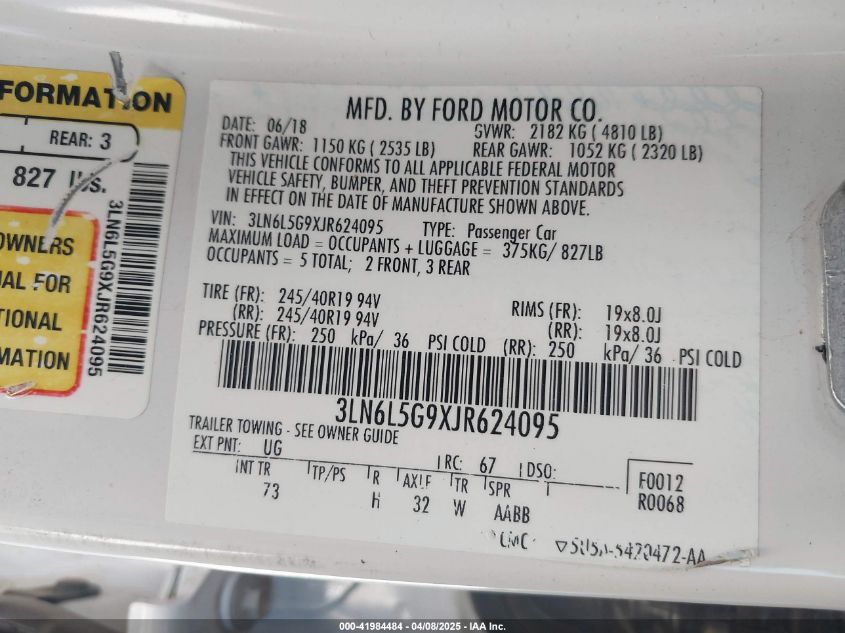 FORMATION
REAR: 3
827
3LN6L5G9XJR624095
OWNERS
FOR
MATION
MFD. BY FORD MOTOR CO.
DATE: 06/18 GVWR: 2182 KG ( 4810 LB)
FRONT GAWR: 1150 KG ( 2535 LB) REAR GAWR: 1052 KG ( 2320 LB)
THIS VEHICLE CONFORMS TO ALL APPLICABLE FEDERAL MOTOR
VEHICLE SAFETY, BUMPER, AND THEFT PREVENTION STANDARDS
IN EFFECT ON THE DATE OF MANUFACTURE SHOWN ABOVE.
VIN: 3LN6L5G9XJR624095 TYPE: Passenger Car
MAXIMUM LOAD = OCCUPANTS + LUGGAGE = 375KG/ 827LB
OCCUPANTS = 5 TOTAL; 2 FRONT, 3 REAR
TIRE (FR): 245/40R19 94V RIMS (FR): 19x8.0J
(RR): 245/40R19 94V (RR): 19x8.0J
PRESSURE (FR): 250 kPa/ 36 PSI COLD (RR): 250 kPa/ 36 PSI COLD
3LN6L5G9XJR624095
TRAILER TOWING - SEE OWNER GUIDE
EXT PNT: UG RC: 67 DSO: F0012
INT TR TP/PS R AXLE TR SPR R0068
73 H 32 W AABB
000-41984484 - 04/08/2025 - IAA, Inc.